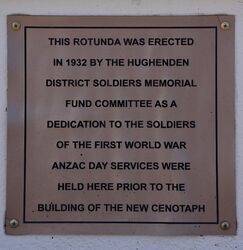 THIS ROTUNDA WAS ERECTED
IN 1932 BY THE HUGHENDEN
DISTRICT SOLDIERS MEMORIAL
FUND COMMITTEE AS A
DEDICATION TO THE SOLDIERS
OF THE FIRST WORLD WAR
ANZAC DAY SERVICES WERE
HELD HERE PRIOR TO THE
BUILDING OF THE NEW CENOTAPH